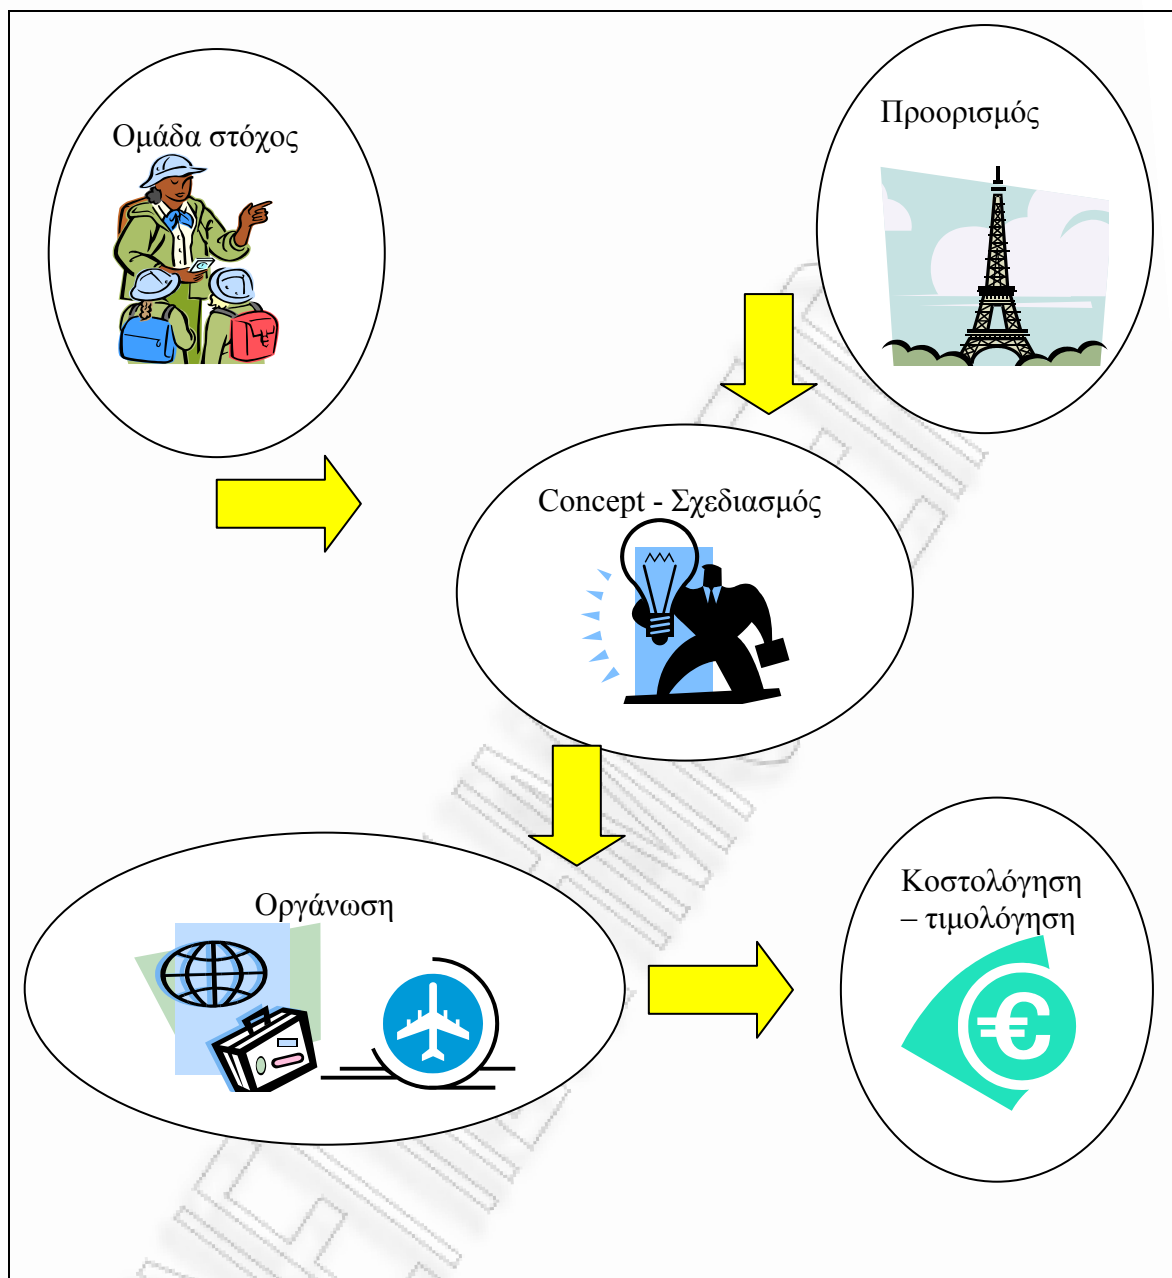 Ομάδα στόχος
Προορισμός
Concept - Σχεδιασμός
Οργάνωση
Κοστολόγηση
– τιμολόγηση